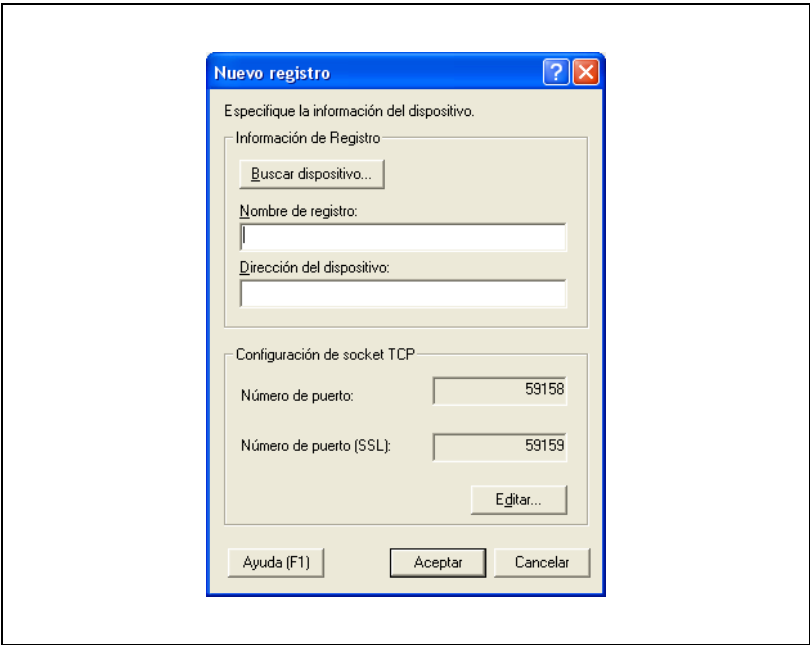 Nuevo registro
Especifique la información del dispositivo.
Información de Registro
Buscar dispositivo...
Nombre de registro:
Dirección del dispositivo:
Configuración de socket TCP
Número de puerto: 59158
Número de puerto (SSL): 59159
Editar...
Ayuda (F1) Aceptar Cancelar